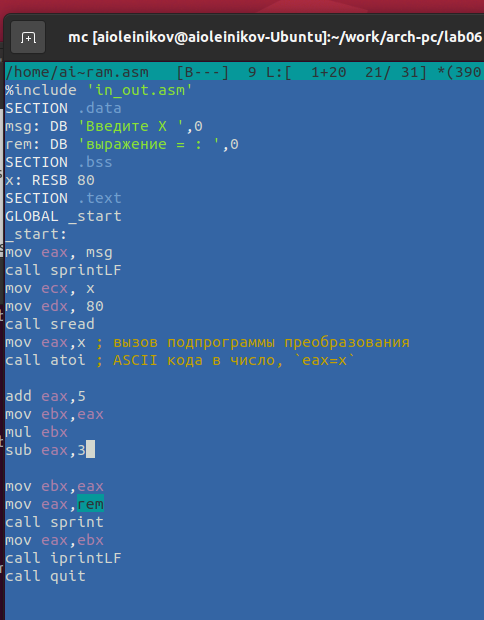 mc [aioleinikov@aioleinikov-Ubuntu]:~/work/arch-pc/lab06
/home/ai~ram.asm   [B---]  9 L:[  1+20  21/ 31] *(390
%include 'in_out.asm'
SECTION .data
msg: DB 'Введите X ',0
rem: DB 'выражение = : ',0
SECTION .bss
x: RESB 80
SECTION .text
GLOBAL _start
_start:
mov eax, msg
call sprintLF
mov ecx, x
mov edx, 80
call sread
mov eax,x ; вызов подпрограммы преобразования
call atoi ; ASCII кода в число, `eax=x`
add eax,5
mov ebx,eax
mul ebx
sub eax,3
mov ebx,eax
mov eax,rem
call sprint
mov eax,ebx
call iprintLF
call quit